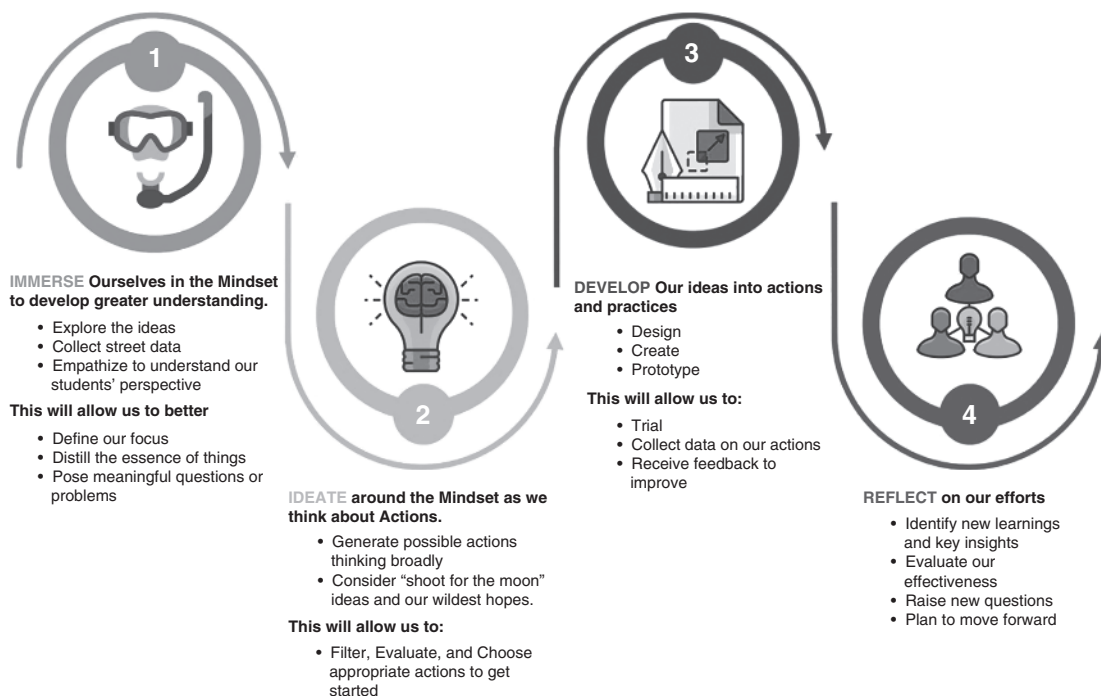 1
IMMERSE Ourselves in the Mindset
to develop greater understanding.
• Explore the ideas
• Collect street data
• Empathize to understand our
students’ perspective
This will allow us to better
• Define our focus
• Distill the essence of things
• Pose meaningful questions or
problems
2
IDEATE around the Mindset as we
think about Actions.
• Generate possible actions
thinking broadly
• Consider “shoot for the moon”
ideas and our wildest hopes.
This will allow us to:
• Filter, Evaluate, and Choose
appropriate actions to get
started
3
DEVELOP Our ideas into actions
and practices
• Design
• Create
• Prototype
This will allow us to:
• Trial
• Collect data on our actions
• Receive feedback to
improve
4
REFLECT on our efforts
• Identify new learnings
and key insights
• Evaluate our
effectiveness
• Raise new questions
• Plan to move forward